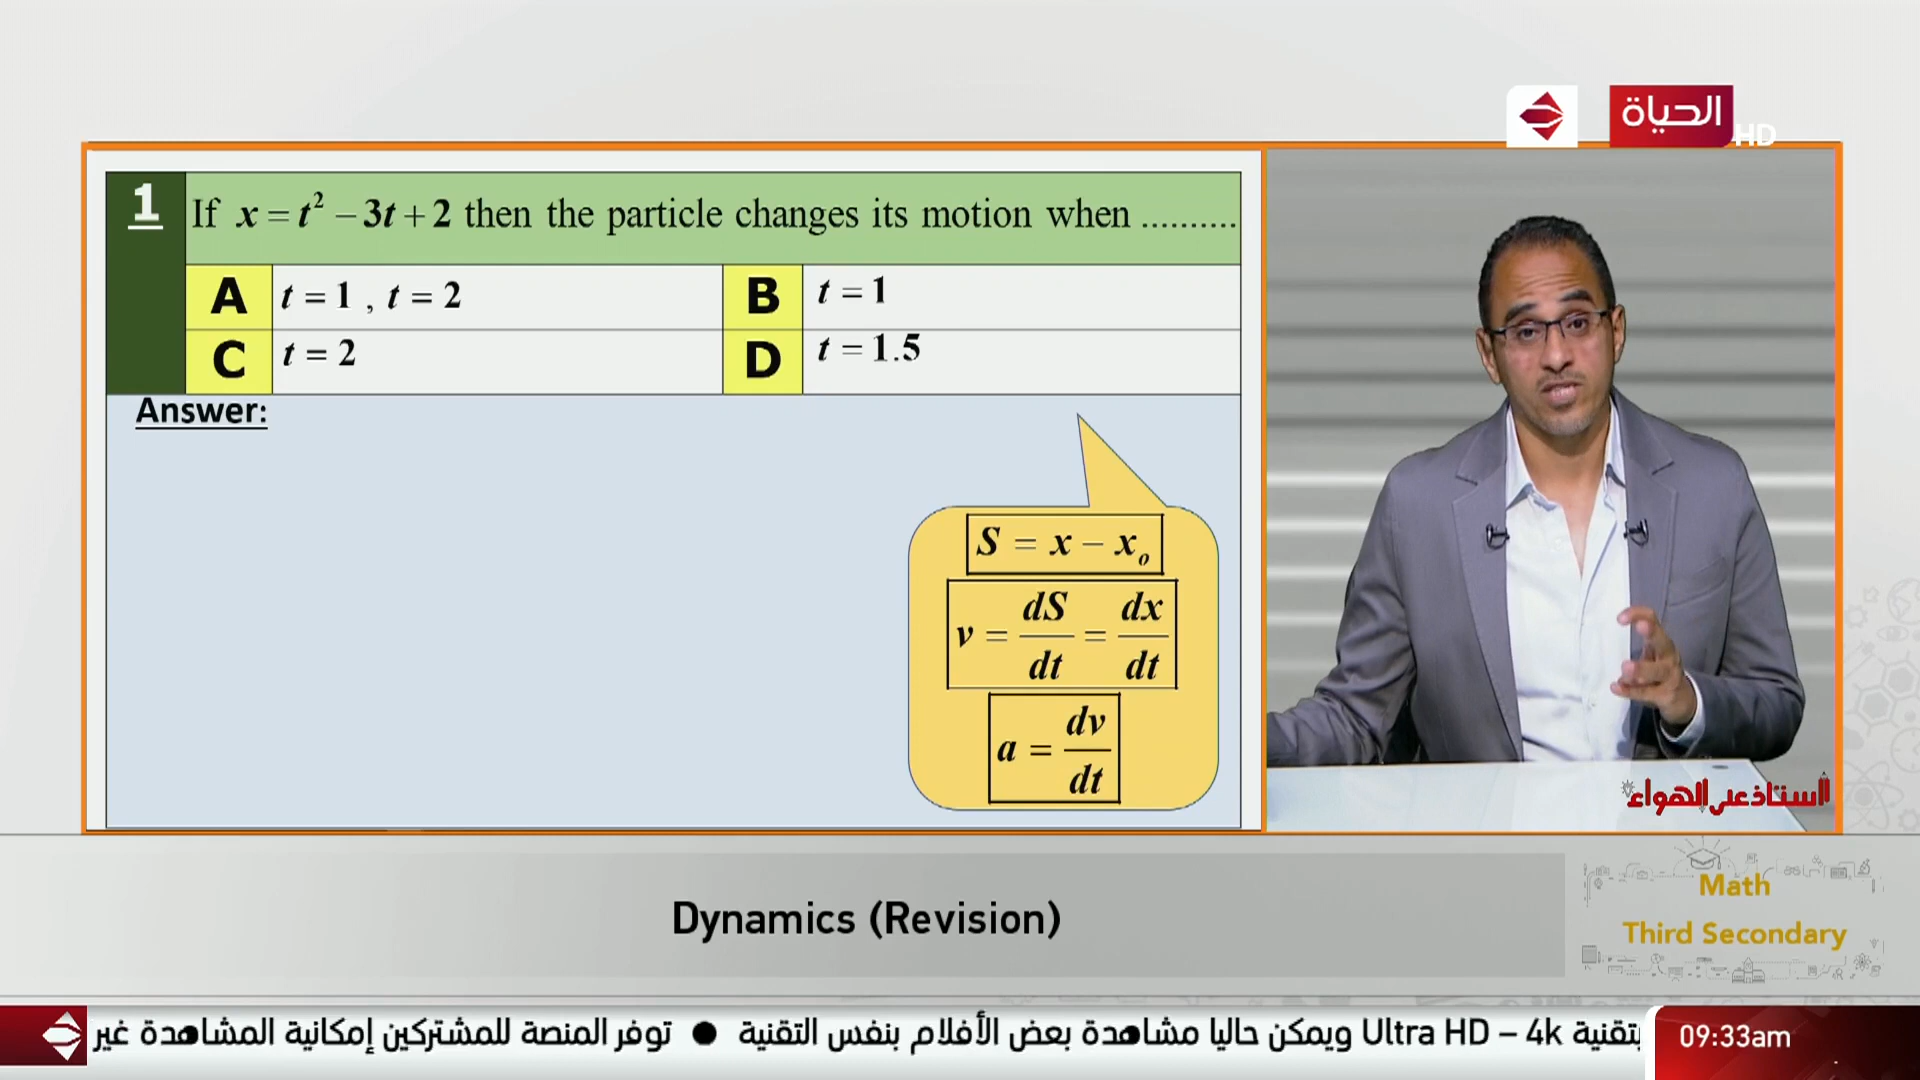 الحياة
HD
1 If x = t² – 3t + 2 then the particle changes its motion when ..........
A t = 1 , t = 2 B t = 1
C t = 2 D t = 1.5
Answer:
S = x – xₒ
v = dS/dt = dx/dt
a = dv/dt
أستاذ على الهواء
Dynamics (Revision)
Math
Third Secondary
بتقنية Ultra HD – 4k ويمكن حاليا مشاهدة بعض الأفلام بنفس التقنية ● توفر المنصة للمشتركين إمكانية المشاهدة غير
09:33am